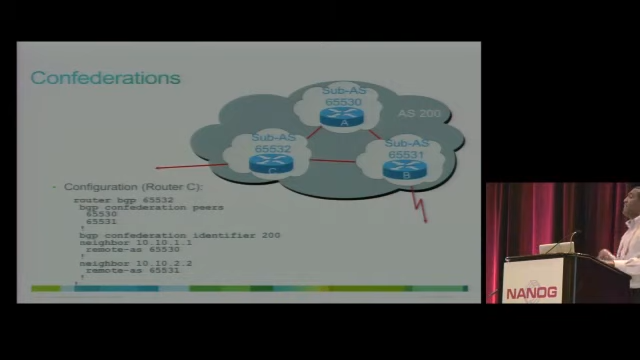 Confederations
Sub-AS
65530
A
AS 200
Sub-AS
65532
C
Sub-AS
65531
B
Configuration (Router C):
router bgp 65532
bgp confederation peers
65530
65531
!
bgp confederation identifier 200
neighbor 10.10.1.1
remote-as 65530
!
neighbor 10.10.2.2
remote-as 65531
!
NANOG